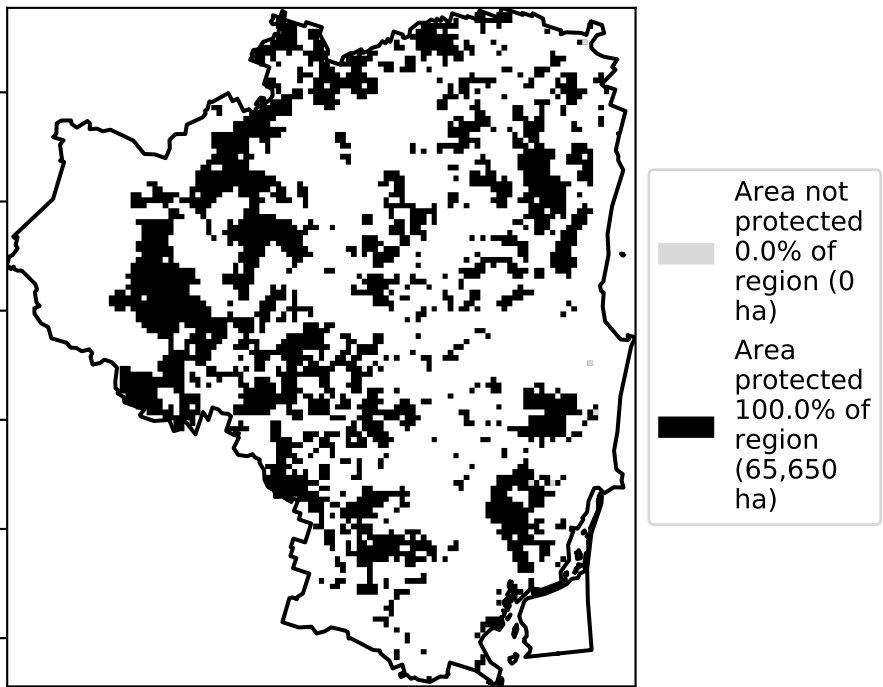 Area not
protected
0.0% of
region (0
ha)
Area
protected
100.0% of
region
(65,650
ha)